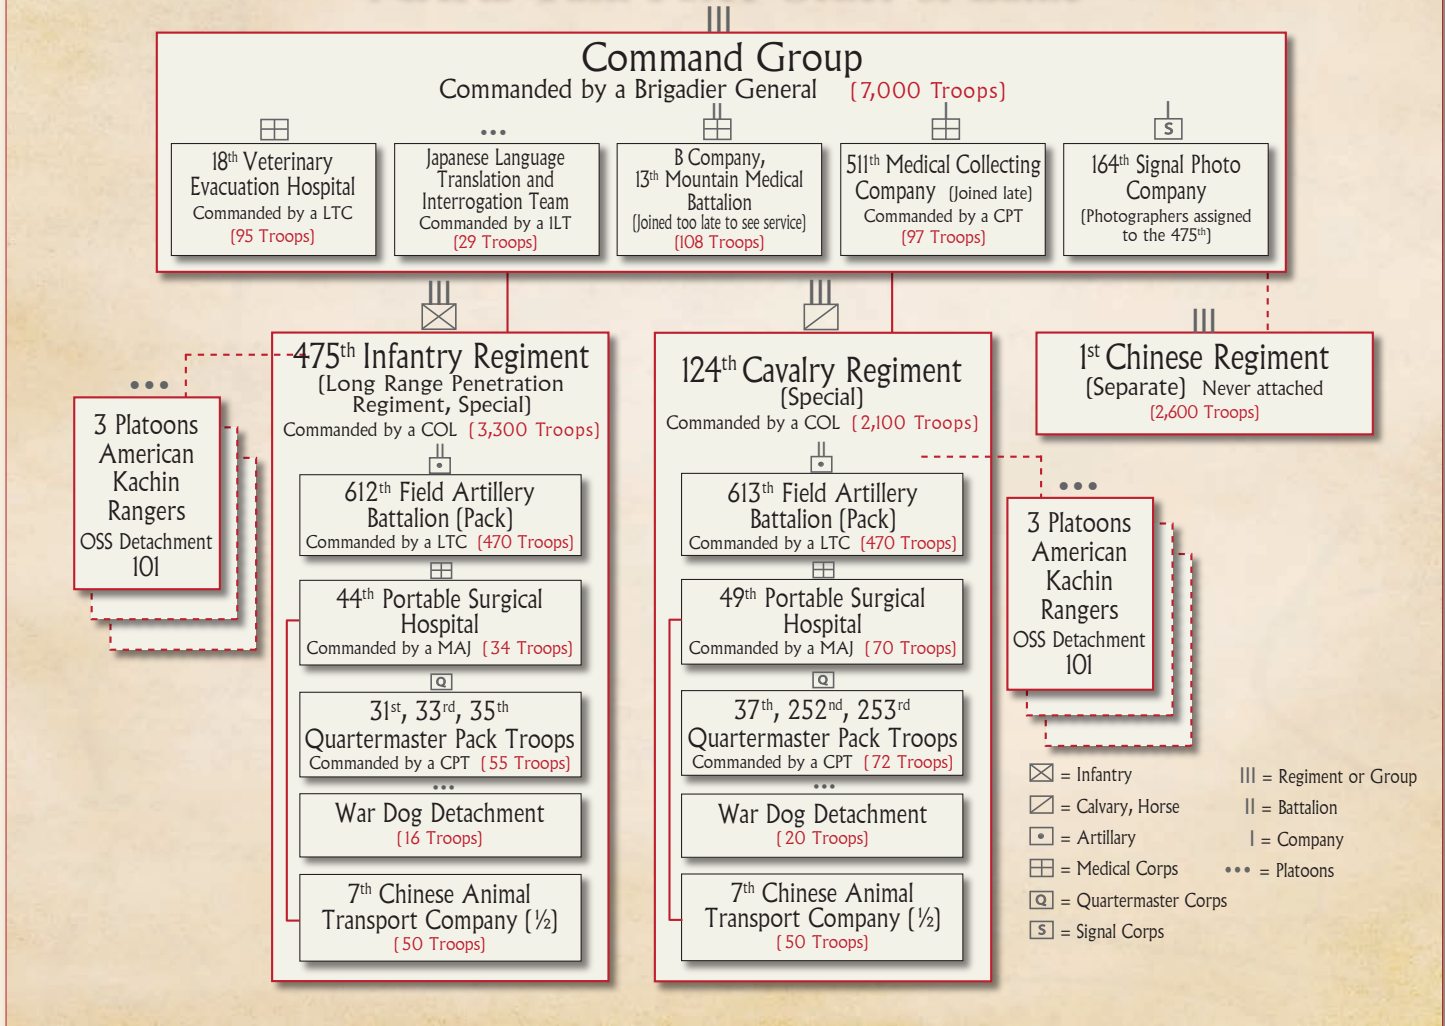 Command Group
Commanded by a Brigadier General (7,000 Troops)
S
18th Veterinary
Evacuation Hospital
Commanded by a LTC
(95 Troops)
Japanese Language
Translation and
Interrogation Team
Commanded by a 1LT
(29 Troops)
B Company,
13th Mountain Medical
Battalion
(Joined too late to see service)
(108 Troops)
511th Medical Collecting
Company (Joined late)
Commanded by a CPT
(97 Troops)
164th Signal Photo
Company
(Photographers assigned
to the 475th)
475th Infantry Regiment
(Long Range Penetration
Regiment, Special)
Commanded by a COL (3,300 Troops)
612th Field Artillery
Battalion (Pack)
Commanded by a LTC (470 Troops)
44th Portable Surgical
Hospital
Commanded by a MAJ (34 Troops)
Q
31st, 33rd, 35th
Quartermaster Pack Troops
Commanded by a CPT (55 Troops)
War Dog Detachment
(16 Troops)
7th Chinese Animal
Transport Company (½)
(50 Troops)
3 Platoons
American
Kachin
Rangers
OSS Detachment
101
124th Cavalry Regiment
(Special)
Commanded by a COL (2,100 Troops)
613th Field Artillery
Battalion (Pack)
Commanded by a LTC (470 Troops)
49th Portable Surgical
Hospital
Commanded by a MAJ (70 Troops)
Q
37th, 252nd, 253rd
Quartermaster Pack Troops
Commanded by a CPT (72 Troops)
War Dog Detachment
(20 Troops)
7th Chinese Animal
Transport Company (½)
(50 Troops)
1st Chinese Regiment
(Separate) Never attached
(2,600 Troops)
3 Platoons
American
Kachin
Rangers
OSS Detachment
101
= Infantry
= Calvary, Horse
= Artillary
= Medical Corps
Q = Quartermaster Corps
S = Signal Corps
= Regiment or Group
= Battalion
= Company
= Platoons